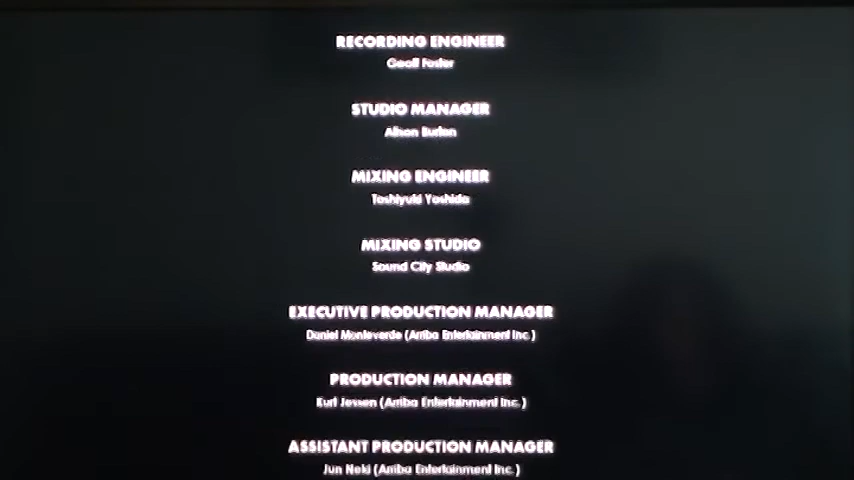 RECORDING ENGINEER
Geoff Foster
STUDIO MANAGER
Alison Burton
MIXING ENGINEER
Toshiyuki Yoshida
MIXING STUDIO
Sound City Studio
EXECUTIVE PRODUCTION MANAGER
Daniel Monteverde (Arriba Entertainment Inc.)
PRODUCTION MANAGER
Kurt Jessen (Arriba Entertainment Inc.)
ASSISTANT PRODUCTION MANAGER
Jun Neki (Arriba Entertainment Inc.)